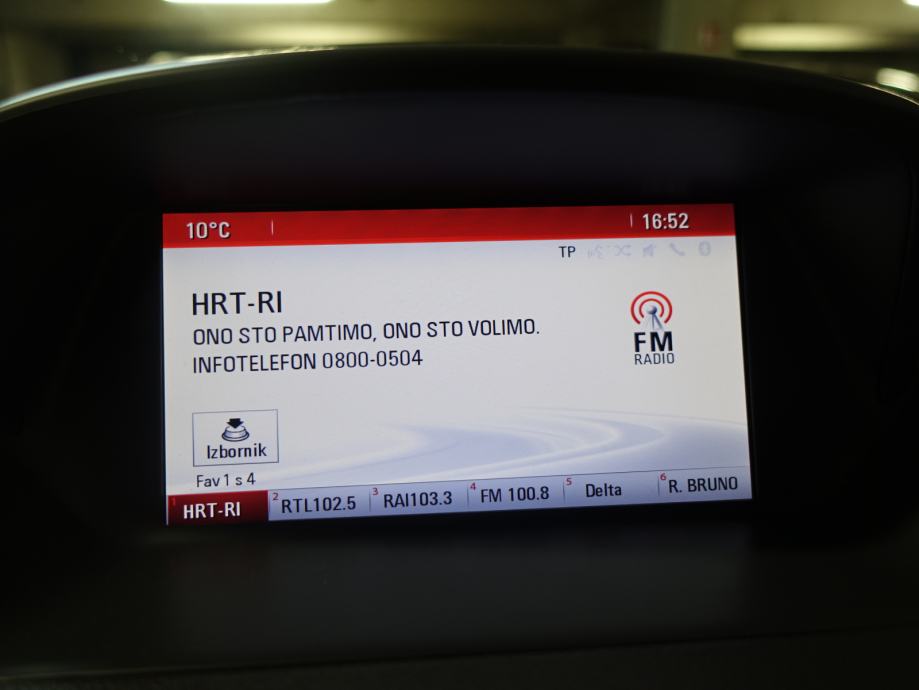 10°C 16:52
TP
HRT-RI
ONO STO PAMTIMO, ONO STO VOLIMO.
INFOTELEFON 0800-0504
FM
RADIO
Izbornik
Fav 1 s 4
1 HRT-RI 2 RTL102.5 3 RAI103.3 4 FM 100.8 5 Delta 6 R. BRUNO